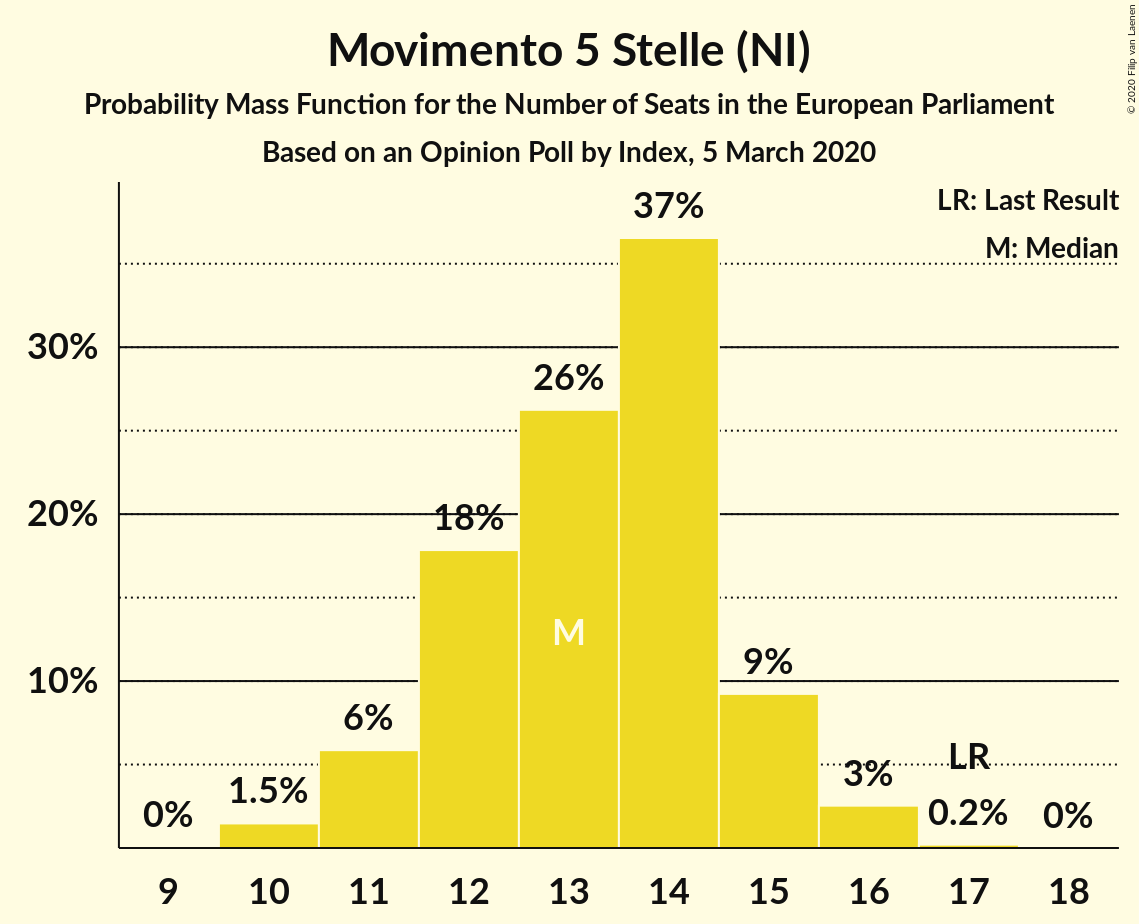 Movimento 5 Stelle (NI)
Probability Mass Function for the Number of Seats in the European Parliament
Based on an Opinion Poll by Index, 5 March 2020
© 2020 Filip van Laenen
LR: Last Result
M: Median
37%
30%
26%
20%
18%
M
10%
9%
6%
LR
3%
1.5%
0.2%
0%
0%
9 10 11 12 13 14 15 16 17 18